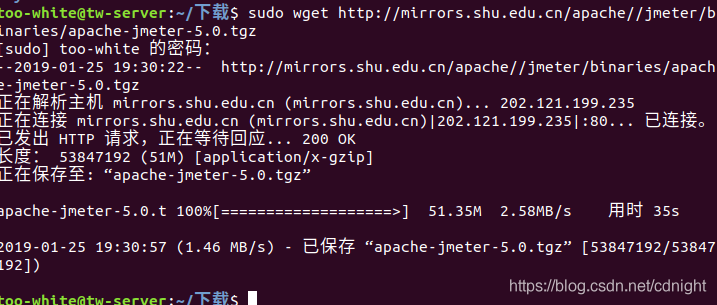 too-white@tw-server:~/下载$ sudo wget http://mirrors.shu.edu.cn/apache//jmeter/b
inaries/apache-jmeter-5.0.tgz
[sudo] too-white 的密码：
--2019-01-25 19:30:22--  http://mirrors.shu.edu.cn/apache//jmeter/binaries/apach
e-jmeter-5.0.tgz
正在解析主机 mirrors.shu.edu.cn (mirrors.shu.edu.cn)... 202.121.199.235
正在连接 mirrors.shu.edu.cn (mirrors.shu.edu.cn)|202.121.199.235|:80... 已连接。
已发出 HTTP 请求，正在等待回应... 200 OK
长度： 53847192 (51M) [application/x-gzip]
正在保存至: “apache-jmeter-5.0.tgz”
apache-jmeter-5.0.t 100%[===================>]  51.35M  2.58MB/s    用时 35s
2019-01-25 19:30:57 (1.46 MB/s) - 已保存 “apache-jmeter-5.0.tgz” [53847192/53847
192])
too-white@tw-server:~/下载$
https://blog.csdn.net/cdnight